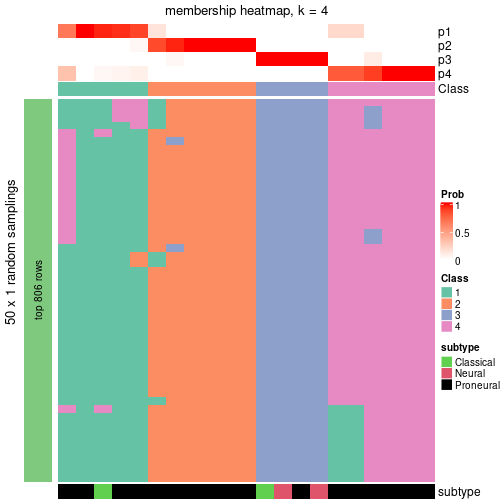 membership heatmap, k = 4
p1
p2
p3
p4
Class
50 x 1 random samplings
top 806 rows
Prob
1
0.5
0
Class
1
2
3
4
subtype
Classical
Neural
Proneural
subtype